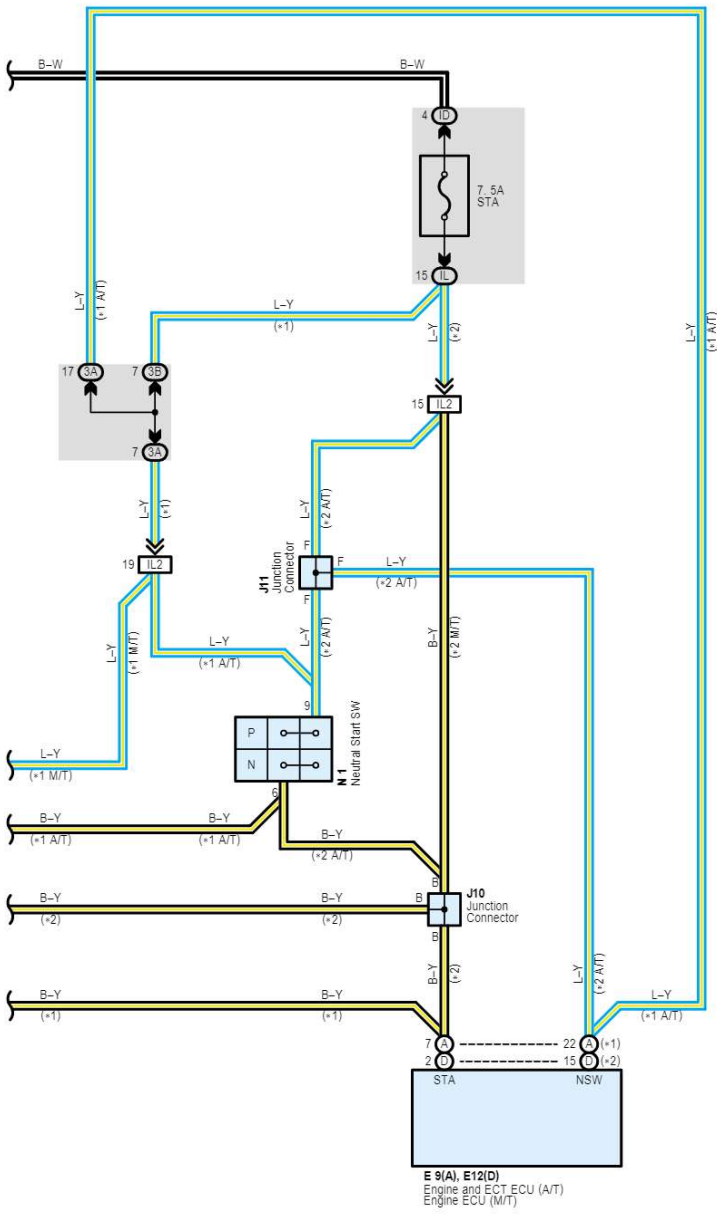 B–W
B–W
4 ID
7. 5A
STA
15 IL
L–Y
(∗1)
L–Y
(∗2)
L–Y
(∗1 A/T)
L–Y
(∗1 A/T)
17 3A
7 3B
7 3A
15 IL2
L–Y
(∗1)
L–Y
(∗2 A/T)
19 IL2
J11
Junction
Connector
F
F
F
L–Y
(∗2 A/T)
L–Y
(∗1 M/T)
L–Y
(∗1 A/T)
L–Y
(∗2 A/T)
B–Y
(∗2 M/T)
9
P
N
N 1
Neutral Start SW
6
L–Y
(∗1 M/T)
B–Y
(∗1 A/T)
B–Y
(∗1 A/T)
B–Y
(∗2 A/T)
B
B
B
J10
Junction
Connector
B–Y
(∗2)
B–Y
(∗2)
B–Y
(∗2)
L–Y
(∗2 A/T)
L–Y
(∗1 A/T)
B–Y
(∗1)
B–Y
(∗1)
7 A
22 A (∗1)
2 D
15 D (∗2)
STA
NSW
E 9(A), E12(D)
Engine and ECT ECU (A/T)
Engine ECU (M/T)